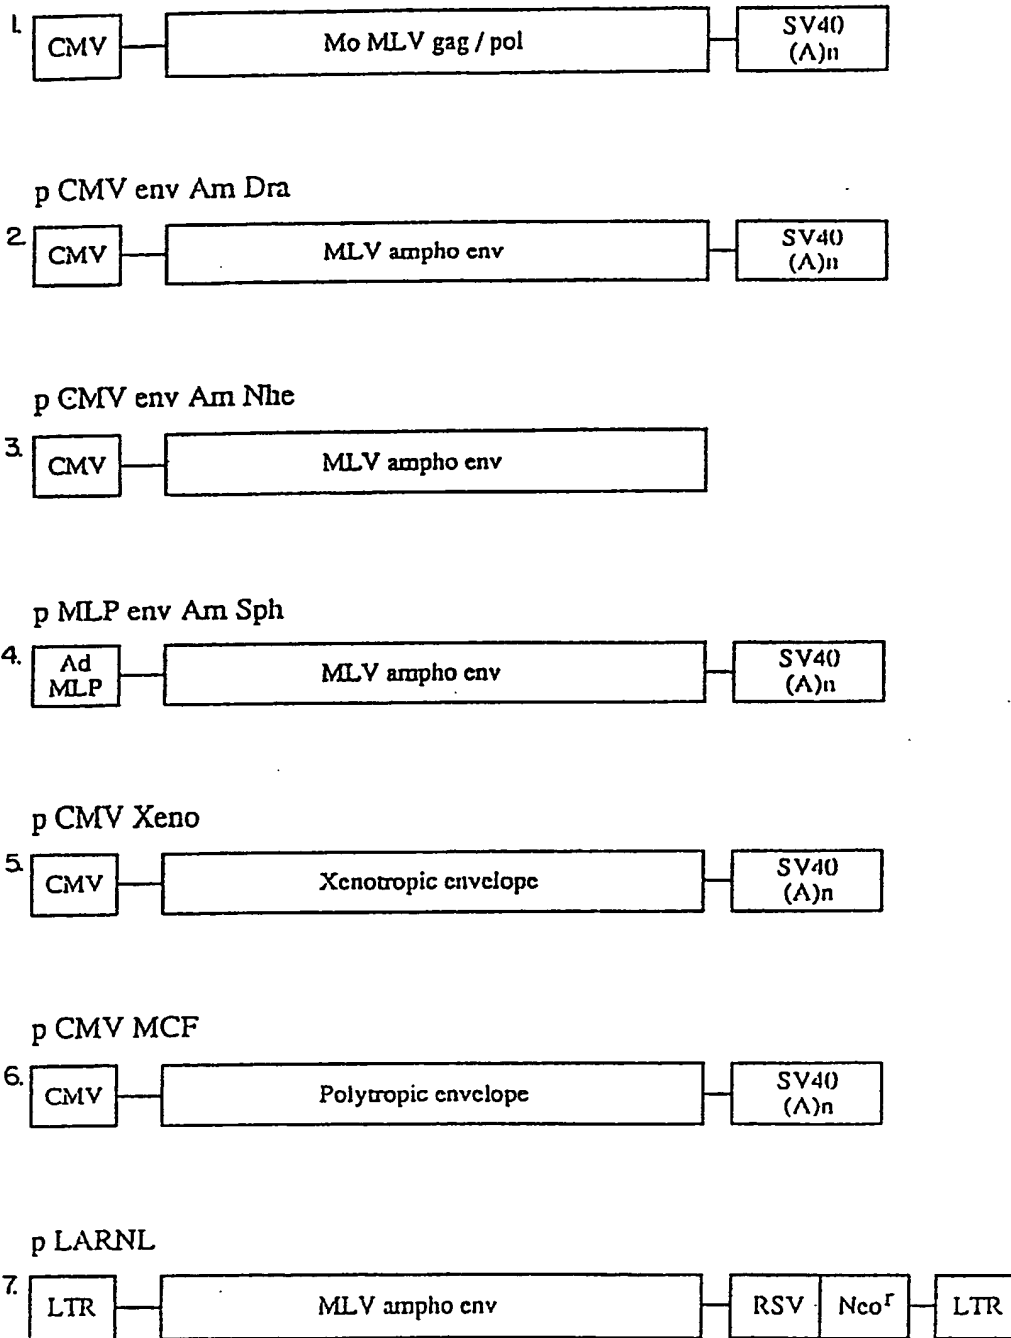 1. CMV Mo MLV gag / pol SV40
(A)n
p CMV env Am Dra
2. CMV MLV ampho env SV40
(A)n
p CMV env Am Nhe
3. CMV MLV ampho env
p MLP env Am Sph
4. Ad MLP MLV ampho env SV40
(A)n
p CMV Xeno
5. CMV Xenotropic envelope SV40
(A)n
p CMV MCF
6. CMV Polytropic envelope SV40
(A)n
p LARNL
7. LTR MLV ampho env RSV Neoʳ LTR